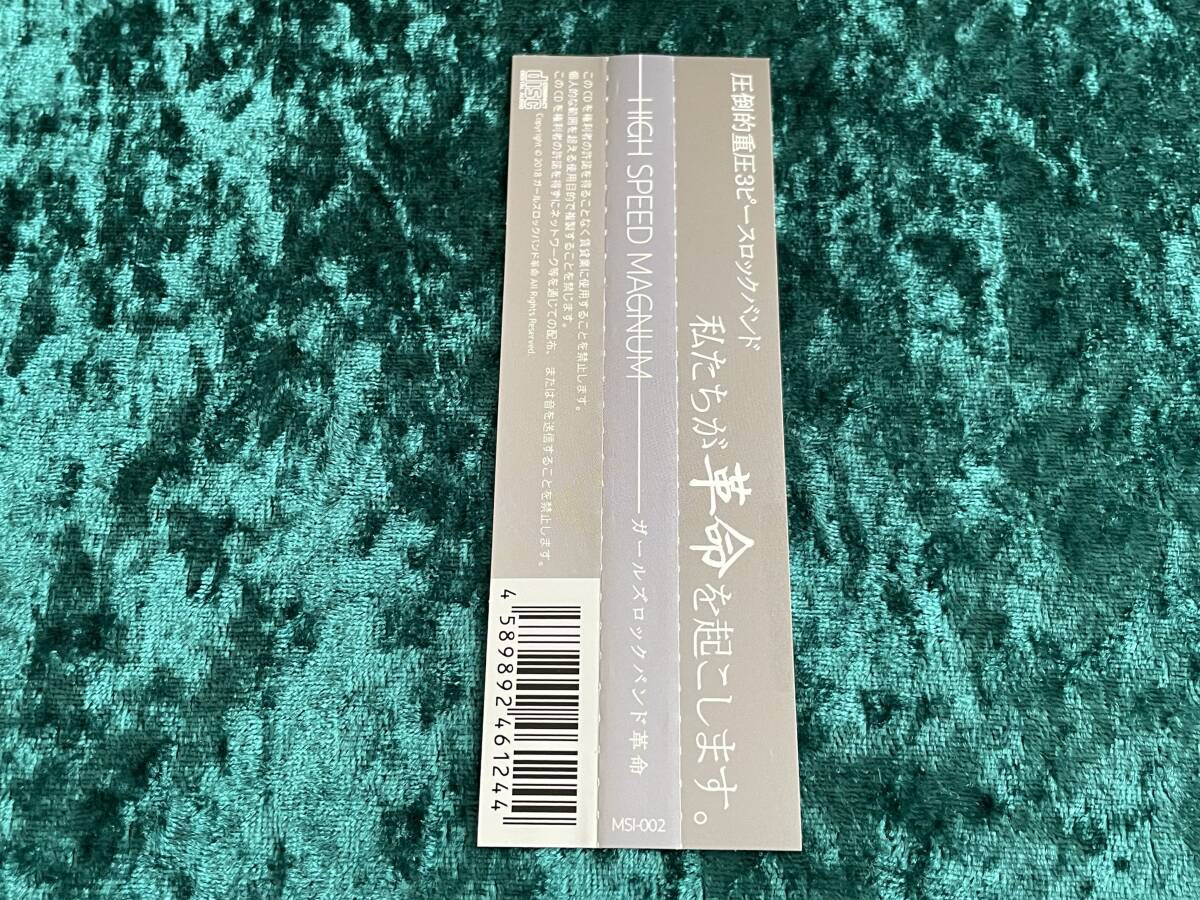 圧倒的重圧3ピースロックバンド
私たちが革命を起こします。
HIGH SPEED MAGNUM
ガールズロックバンド革命
MSI-002
このCDを権利者の許諾を得ることなく賃貸業に使用することを禁止します。
個人的な範囲を超える使用目的で複製することを禁じます。
このCDを権利者の許諾を得ずにネットワーク等を通じての配布、または音を送信することを禁止します。
COMPACT
disc
DIGITAL AUDIO
Copyright © 2018 ガールズロックバンド革命 All Rights Reserved.
4 589892 461244